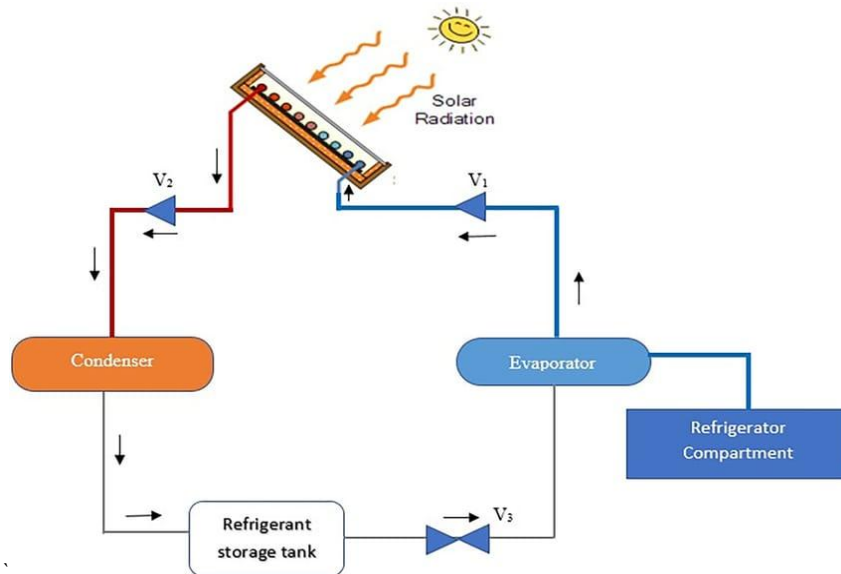 Solar
Radiation
V₂
V₁
Condenser
Evaporator
Refrigerator
Compartment
Refrigerant
storage tank
V₃